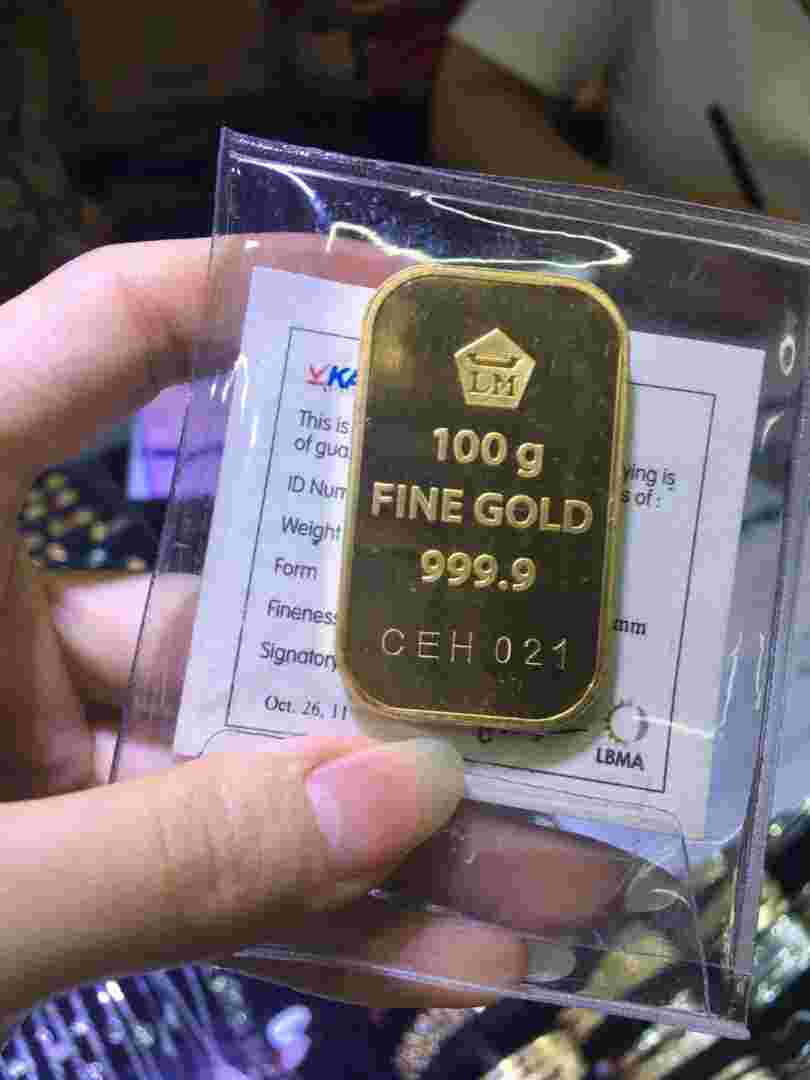 LM
100 g
FINE GOLD
999.9
CEH 021
This is
of
ying is
s of :
ID Num
Weight
Form
Fineness
mm
Signatory
Oct. 26, 11
LBMA